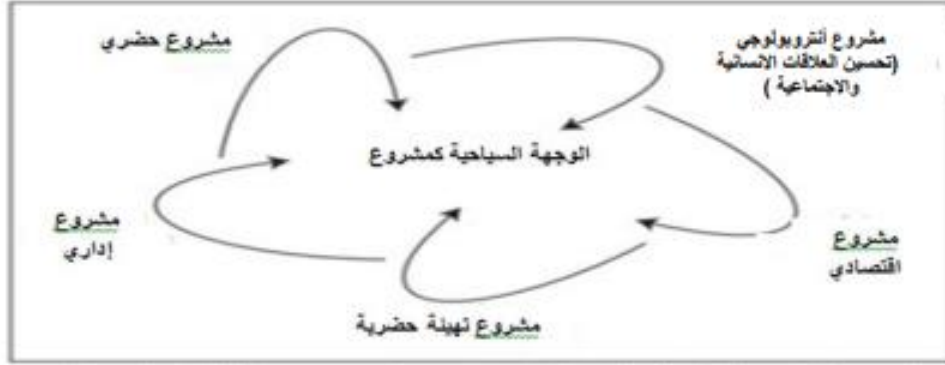 مشروع أنتروبولوجي
(تحسين العلاقات الانسانية
والاجتماعية )
مشروع حضري
الوجهة السياحية كمشروع
مشروع
اقتصادي
مشروع
إداري
مشروع تهيئة حضرية